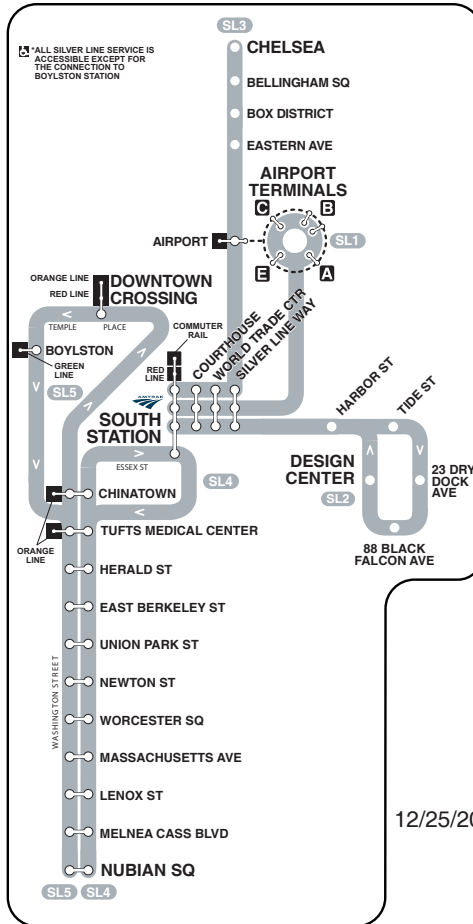 SL3
*ALL SILVER LINE SERVICE IS
ACCESSIBLE EXCEPT FOR
THE CONNECTION TO
BOYLSTON STATION
CHELSEA
BELLINGHAM SQ
BOX DISTRICT
EASTERN AVE
AIRPORT
TERMINALS
C
B
AIRPORT
SL1
E
A
ORANGE LINE
RED LINE
DOWNTOWN
CROSSING
TEMPLE
PLACE
COMMUTER
RAIL
RED
LINE
COURTHOUSE
WORLD TRADE CTR
SILVER LINE WAY
BOYLSTON
GREEN
LINE
SL5
AMTRAK
SOUTH
STATION
HARBOR ST
TIDE ST
ESSEX ST
SL4
DESIGN
CENTER
SL2
23 DRY
DOCK
AVE
88 BLACK
FALCON AVE
CHINATOWN
TUFTS MEDICAL CENTER
ORANGE
LINE
HERALD ST
EAST BERKELEY ST
UNION PARK ST
WASHINGTON STREET
NEWTON ST
WORCESTER SQ
MASSACHUSETTS AVE
LENOX ST
12/25/20
MELNEA CASS BLVD
NUBIAN SQ
SL5
SL4